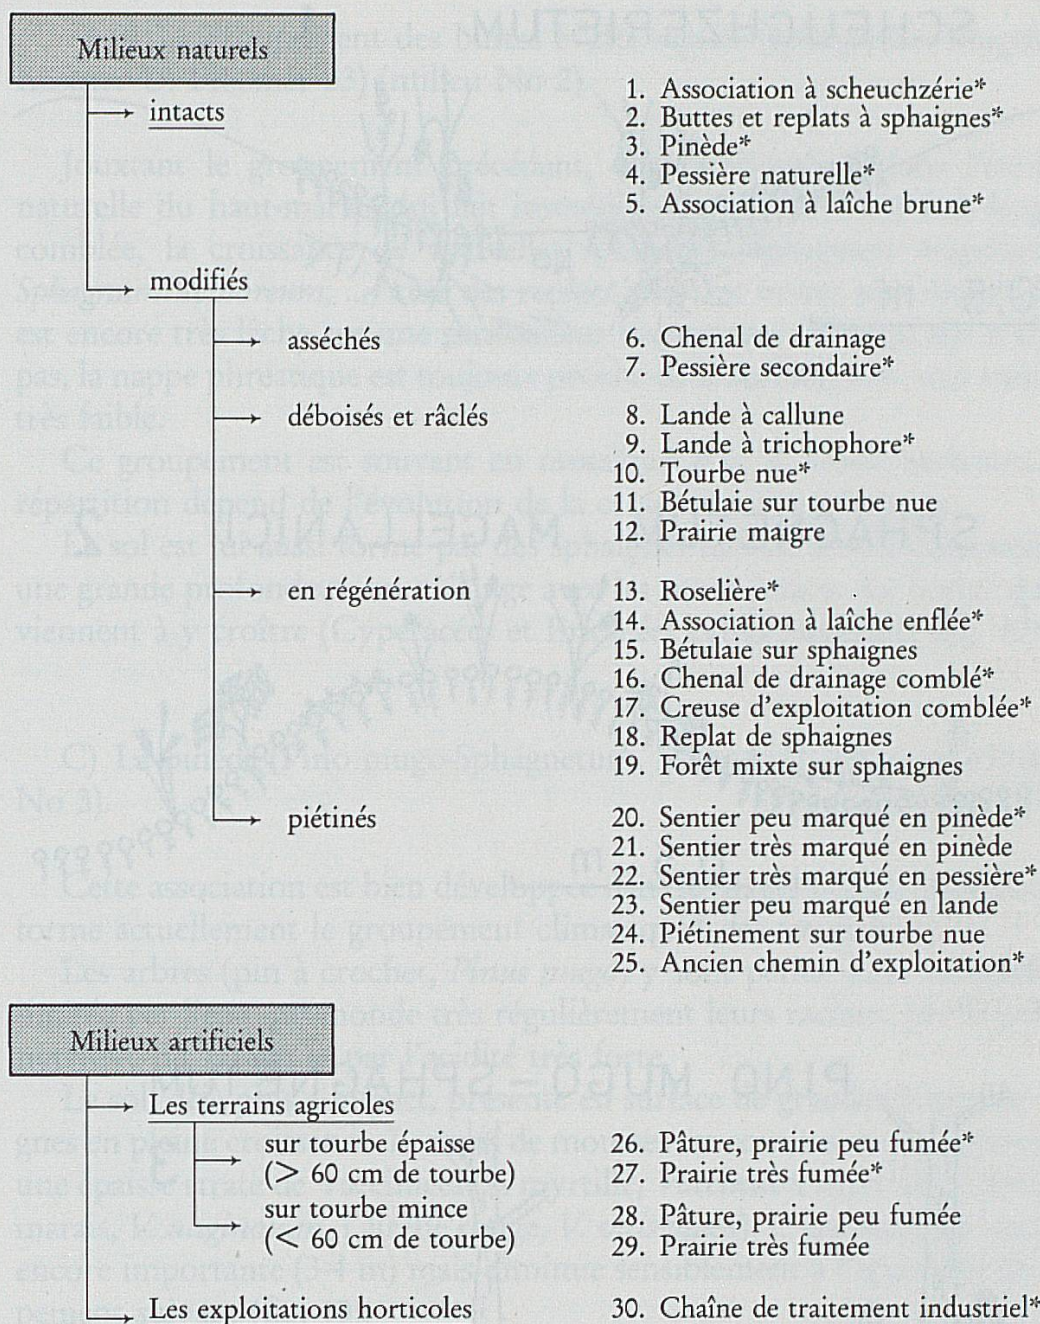 Milieux naturels
intacts
1. Association à scheuchzérie*
2. Buttes et replats à sphaignes*
3. Pinède*
4. Pessière naturelle*
5. Association à laîche brune*
modifiés
asséchés
6. Chenal de drainage
7. Pessière secondaire*
déboisés et râclés
8. Lande à callune
9. Lande à trichophore*
10. Tourbe nue*
11. Bétulaie sur tourbe nue
12. Prairie maigre
en régénération
13. Roselière*
14. Association à laîche enflée*
15. Bétulaie sur sphaignes
16. Chenal de drainage comblé*
17. Creuse d'exploitation comblée*
18. Replat de sphaignes
19. Forêt mixte sur sphaignes
piétinés
20. Sentier peu marqué en pinède*
21. Sentier très marqué en pinède
22. Sentier très marqué en pessière*
23. Sentier peu marqué en lande
24. Piétinement sur tourbe nue
25. Ancien chemin d'exploitation*
Milieux artificiels
Les terrains agricoles
sur tourbe épaisse
(> 60 cm de tourbe)
26. Pâture, prairie peu fumée*
27. Prairie très fumée*
sur tourbe mince
(< 60 cm de tourbe)
28. Pâture, prairie peu fumée
29. Prairie très fumée
Les exploitations horticoles
30. Chaîne de traitement industriel*